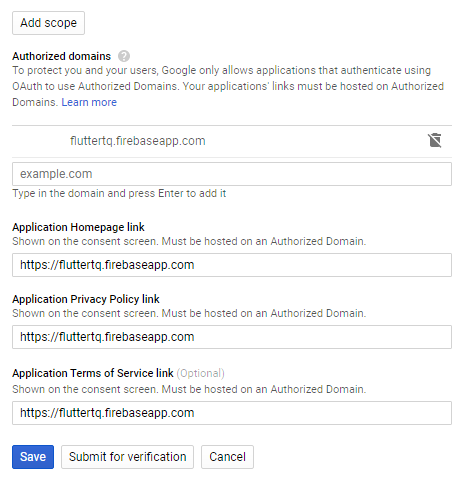 Add scope
Authorized domains ?
To protect you and your users, Google only allows applications that authenticate using
OAuth to use Authorized Domains. Your applications' links must be hosted on Authorized
Domains. Learn more
fluttertq.firebaseapp.com
example.com
Type in the domain and press Enter to add it
Application Homepage link
Shown on the consent screen. Must be hosted on an Authorized Domain.
https://fluttertq.firebaseapp.com
Application Privacy Policy link
Shown on the consent screen. Must be hosted on an Authorized Domain.
https://fluttertq.firebaseapp.com
Application Terms of Service link (Optional)
Shown on the consent screen. Must be hosted on an Authorized Domain.
https://fluttertq.firebaseapp.com
Save Submit for verification Cancel